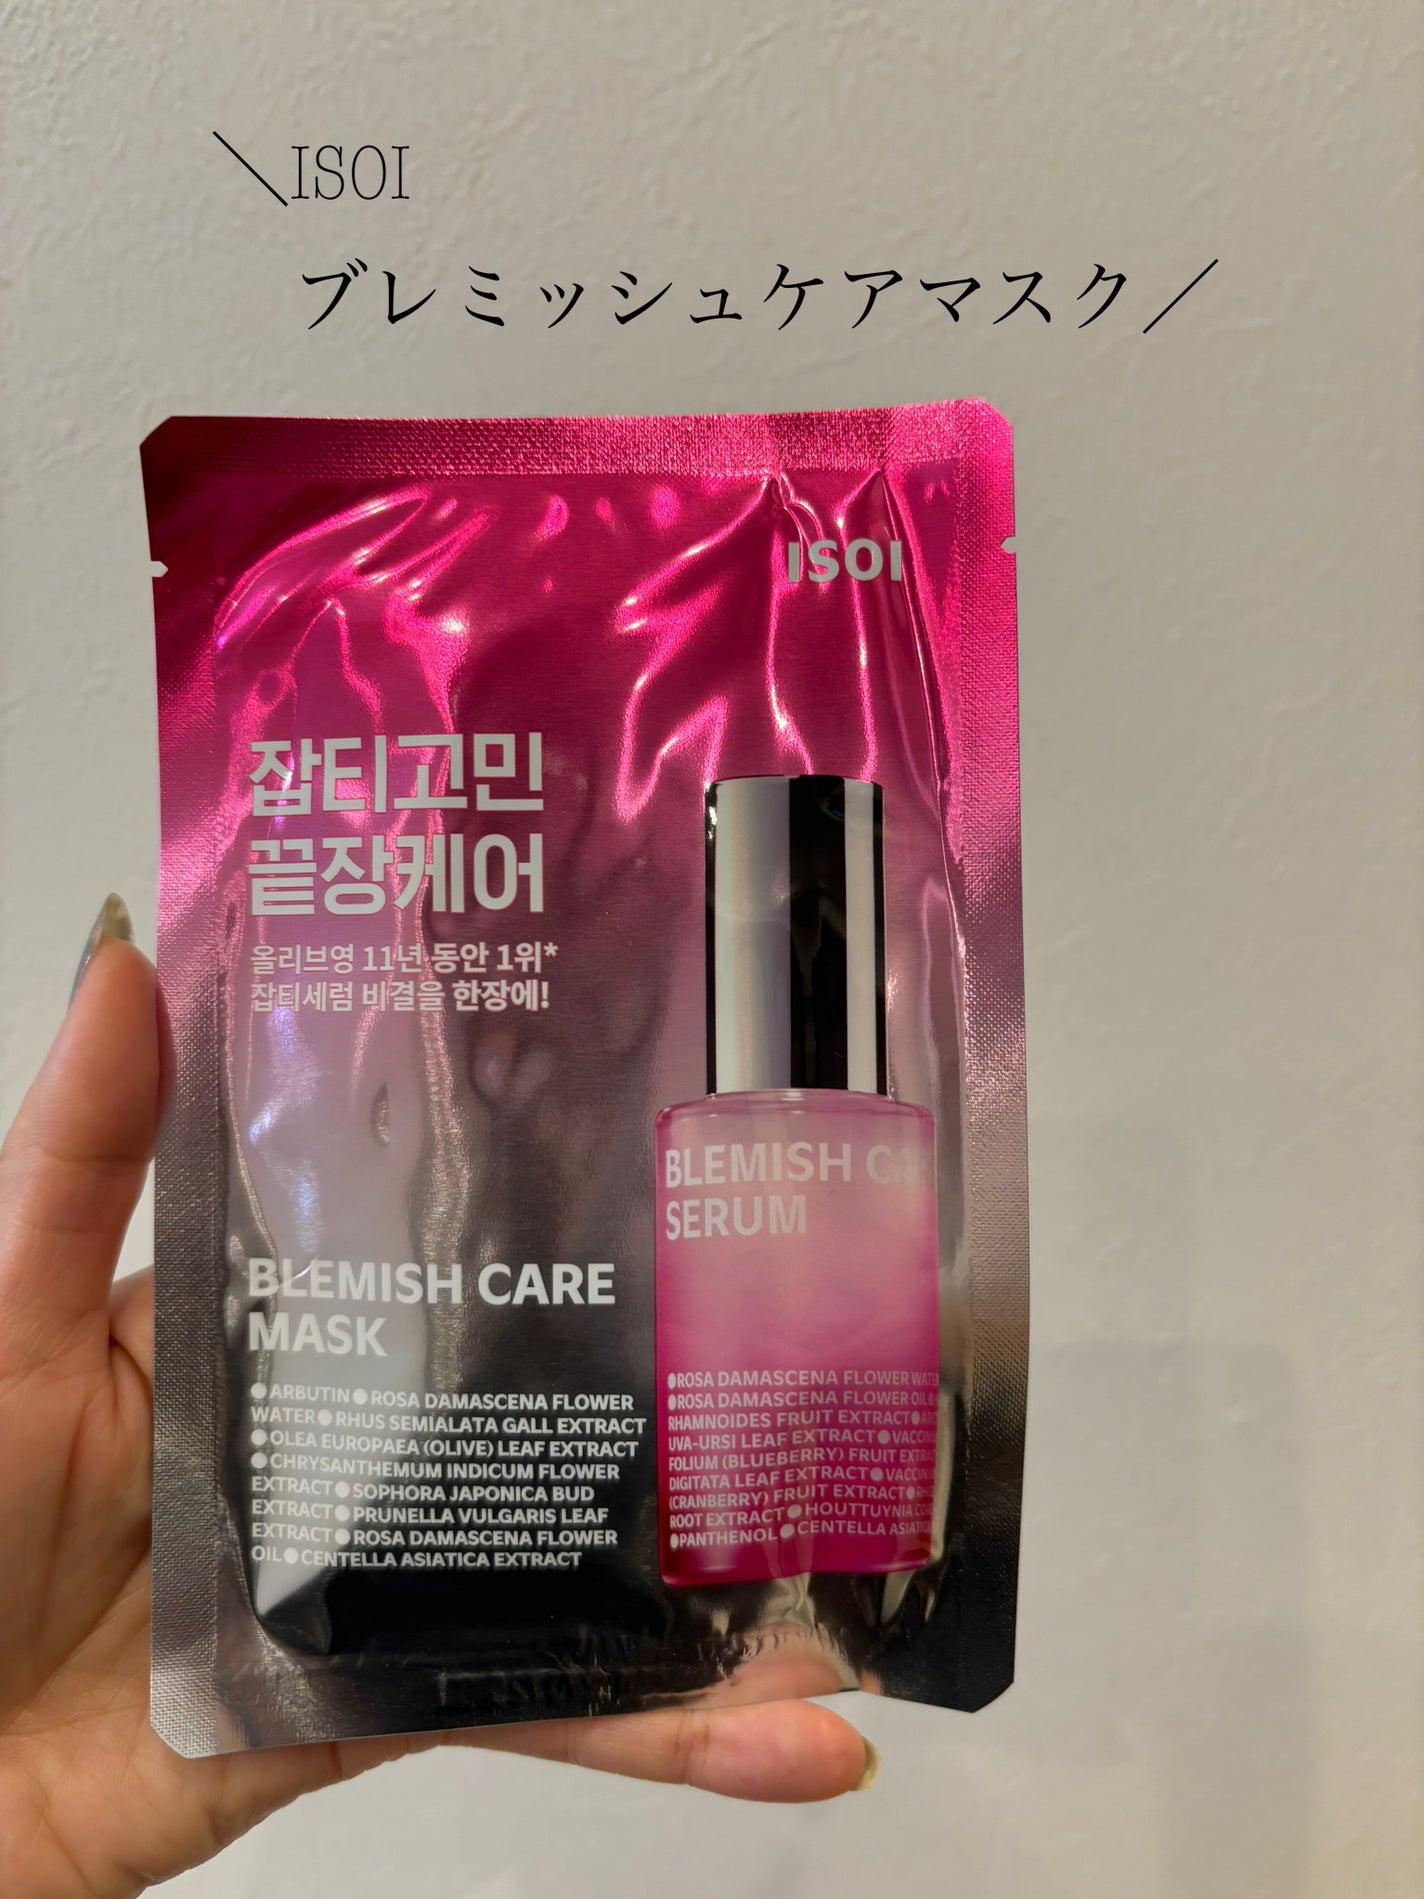 \ISOI
ブレミッシュケアマスク/
ISOI
잡티고민
끝장케어
올리브영 11년 동안 1위*
잡티세럼 비결을 한장에!
BLEMISH CARE
MASK
●ARBUTIN●ROSA DAMASCENA FLOWER
WATER●RHUS SEMIALATA GALL EXTRACT
●OLEA EUROPAEA (OLIVE) LEAF EXTRACT
●CHRYSANTHEMUM INDICUM FLOWER
EXTRACT●SOPHORA JAPONICA BUD
EXTRACT●PRUNELLA VULGARIS LEAF
EXTRACT●ROSA DAMASCENA FLOWER
OIL●CENTELLA ASIATICA EXTRACT
BLEMISH
SERUM
●ROSA DAMASCENA FLOWER WATER
●ROSA DAMASCENA FLOWER OIL
RHAMNOIDES FRUIT EXTRACT●
UVA-URSI LEAF EXTRACT●
FOLIUM (BLUEBERRY) FRUIT
DIGITATA LEAF EXTRACT●
(CRANBERRY) FRUIT EXTRACT●
ROOT EXTRACT●HOUTTUYNIA
●PANTHENOL●CENTELLA